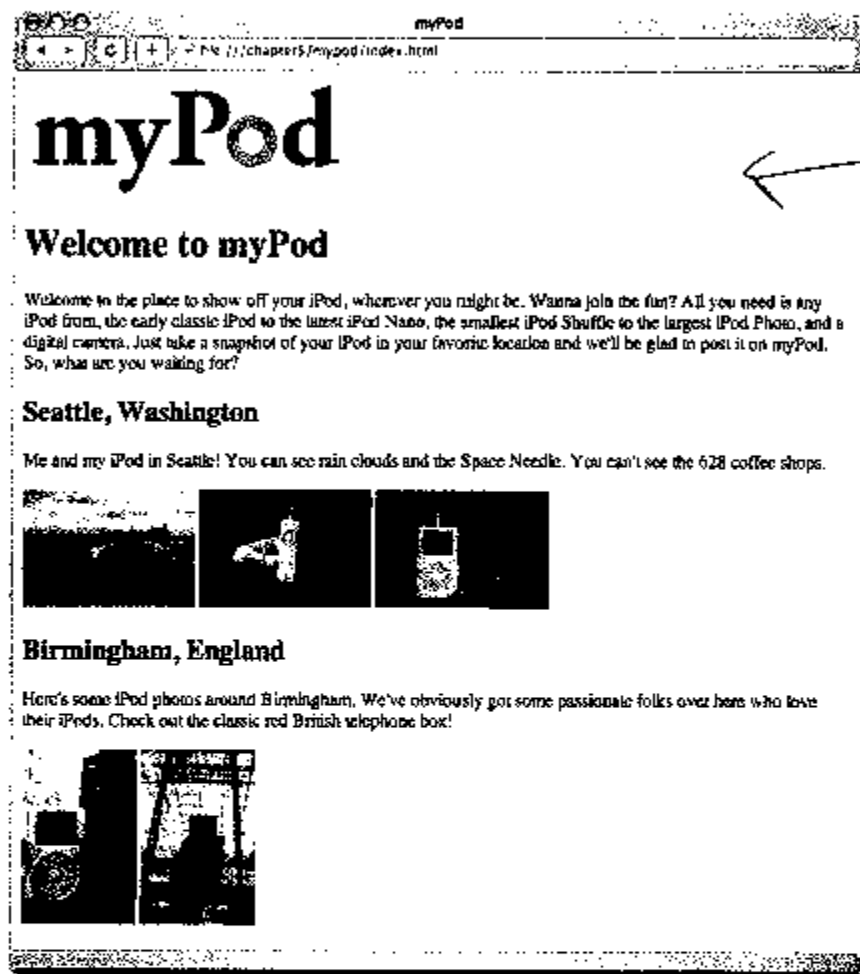 myPod
file:///chapter5/mypod/index.html
myPod
Welcome to myPod
Welcome to the place to show off your iPod, wherever you might be. Wanna join the fun? All you need is any
iPod from, the early classic iPod to the latest iPod Nano, the smallest iPod Shuffle to the largest iPod Photo, and a
digital camera. Just take a snapshot of your iPod in your favorite location and we'll be glad to post it on myPod.
So, what are you waiting for?
Seattle, Washington
Me and my iPod in Seattle! You can see rain clouds and the Space Needle. You can't see the 628 coffee shops.
Birmingham, England
Here's some iPod photos around Birmingham. We've obviously got some passionate folks over here who love
their iPods. Check out the classic red British telephone box!